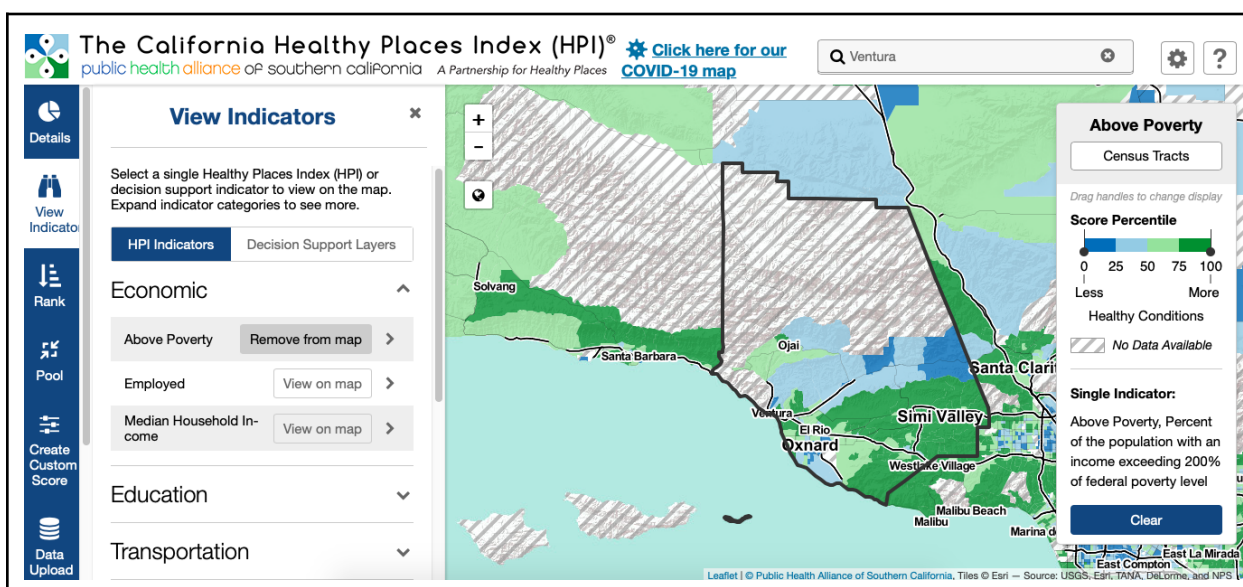 The California Healthy Places Index (HPI)®
public health alliance of southern california A Partnership for Healthy Places
Click here for our
COVID-19 map
Ventura
?
Details
View
Indicato
Rank
Pool
Create
Custom
Score
Data
Upload
View Indicators
Select a single Healthy Places Index (HPI) or
decision support indicator to view on the map.
Expand indicator categories to see more.
HPI Indicators Decision Support Layers
Economic
Above Poverty Remove from map
Employed View on map
Median Household In-
come View on map
Education
Transportation
+
−
Solvang
Santa Barbara
Ojai
Santa Clarit
Ventura
Simi Valley
El Rio
Oxnard
Westlake Village
Malibu Beach
Malibu
Marina d
East La Mirada
East Compton
Above Poverty
Census Tracts
Drag handles to change display
Score Percentile
0 25 50 75 100
Less More
Healthy Conditions
No Data Available
Single Indicator:
Above Poverty, Percent
of the population with an
income exceeding 200%
of federal poverty level
Clear
Leaflet | © Public Health Alliance of Southern California, Tiles © Esri — Source: USGS, Esri, TANA, DeLorme, and NPS